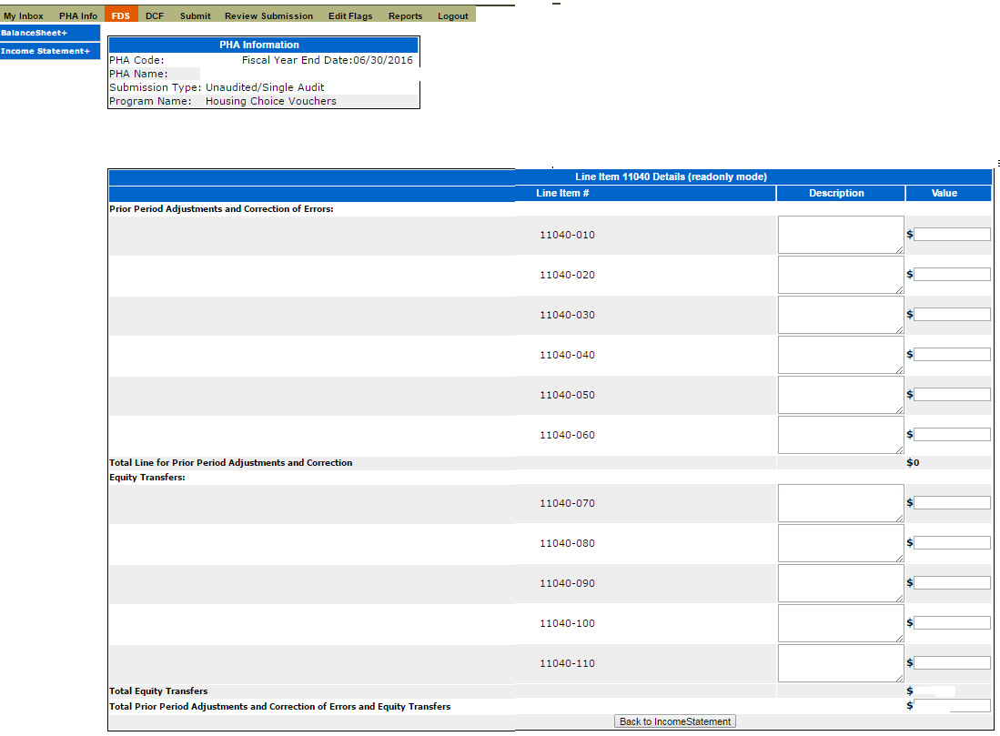 My Inbox PHA Info FDS DCF Submit Review Submission Edit Flags Reports Logout
BalanceSheet+
Income Statement+
PHA Information
PHA Code: Fiscal Year End Date:06/30/2016
PHA Name:
Submission Type: Unaudited/Single Audit
Program Name: Housing Choice Vouchers
Line Item 11040 Details (readonly mode)
Line Item # Description Value
Prior Period Adjustments and Correction of Errors:
11040-010 $
11040-020 $
11040-030 $
11040-040 $
11040-050 $
11040-060 $
Total Line for Prior Period Adjustments and Correction $0
Equity Transfers:
11040-070 $
11040-080 $
11040-090 $
11040-100 $
11040-110 $
Total Equity Transfers $
Total Prior Period Adjustments and Correction of Errors and Equity Transfers $
Back to IncomeStatement